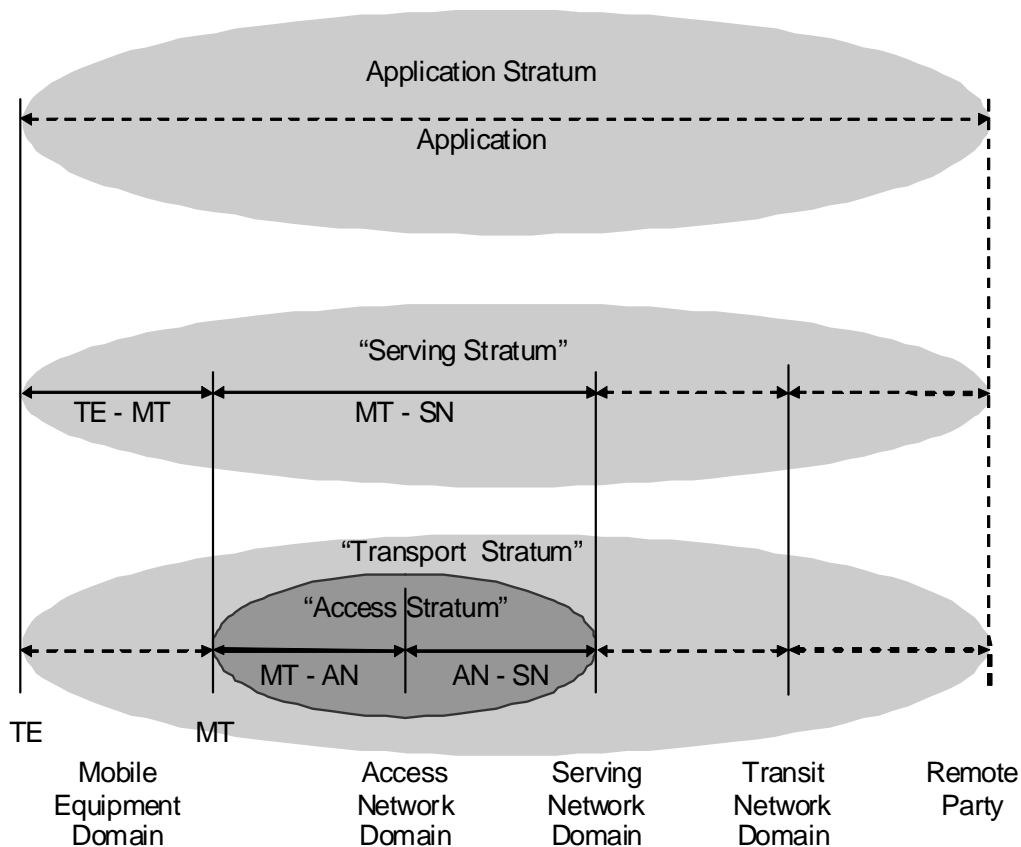 Application Stratum
Application
“Serving Stratum”
TE - MT
MT - SN
“Transport Stratum”
“Access Stratum”
MT - AN
AN - SN
TE
MT
Mobile
Equipment
Domain
Access
Network
Domain
Serving
Network
Domain
Transit
Network
Domain
Remote
Party